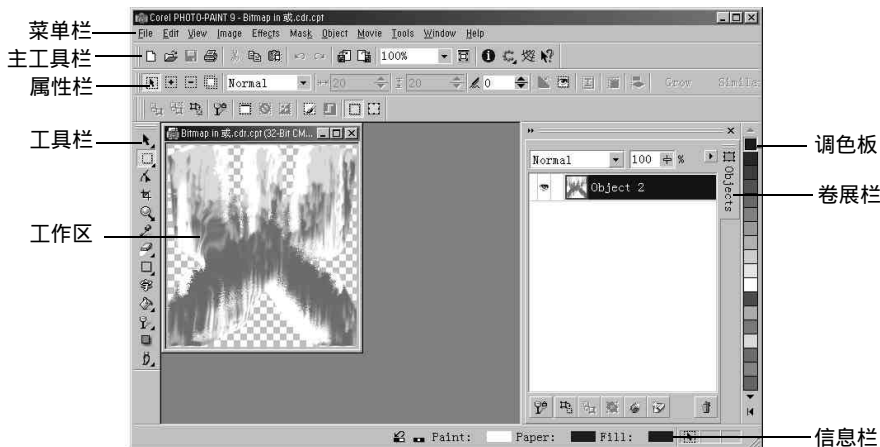 Corel PHOTO-PAINT 9 - Bitmap in 或.cdr.cpt
菜单栏
File Edit View Image Effects Mask Object Movie Tools Window Help
主工具栏
100%
属性栏
Normal 20 20 0 Grow Similar
工具栏
Bitmap in 或.cdr.cpt (32-Bit CM...
调色板
Normal 100 %
Objects
Object 2
卷展栏
工作区
Paint: Paper: Fill:
信息栏